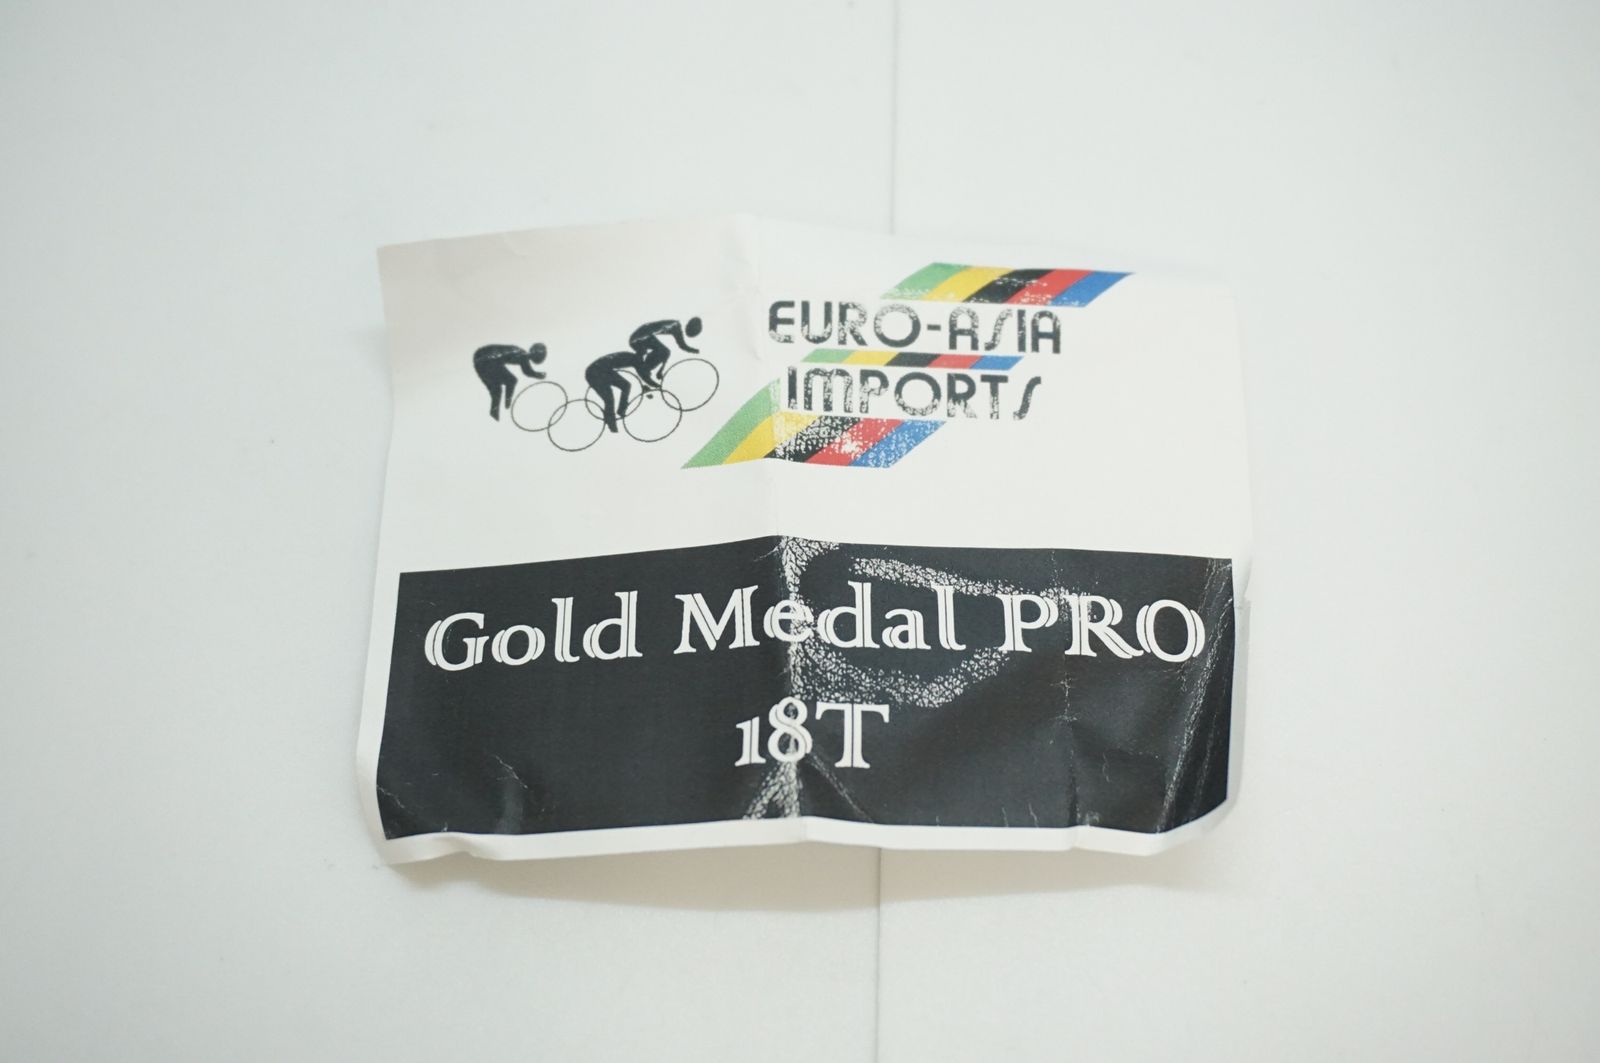 EURO-ASIA
IMPORTS
Gold Medal PRO
18T